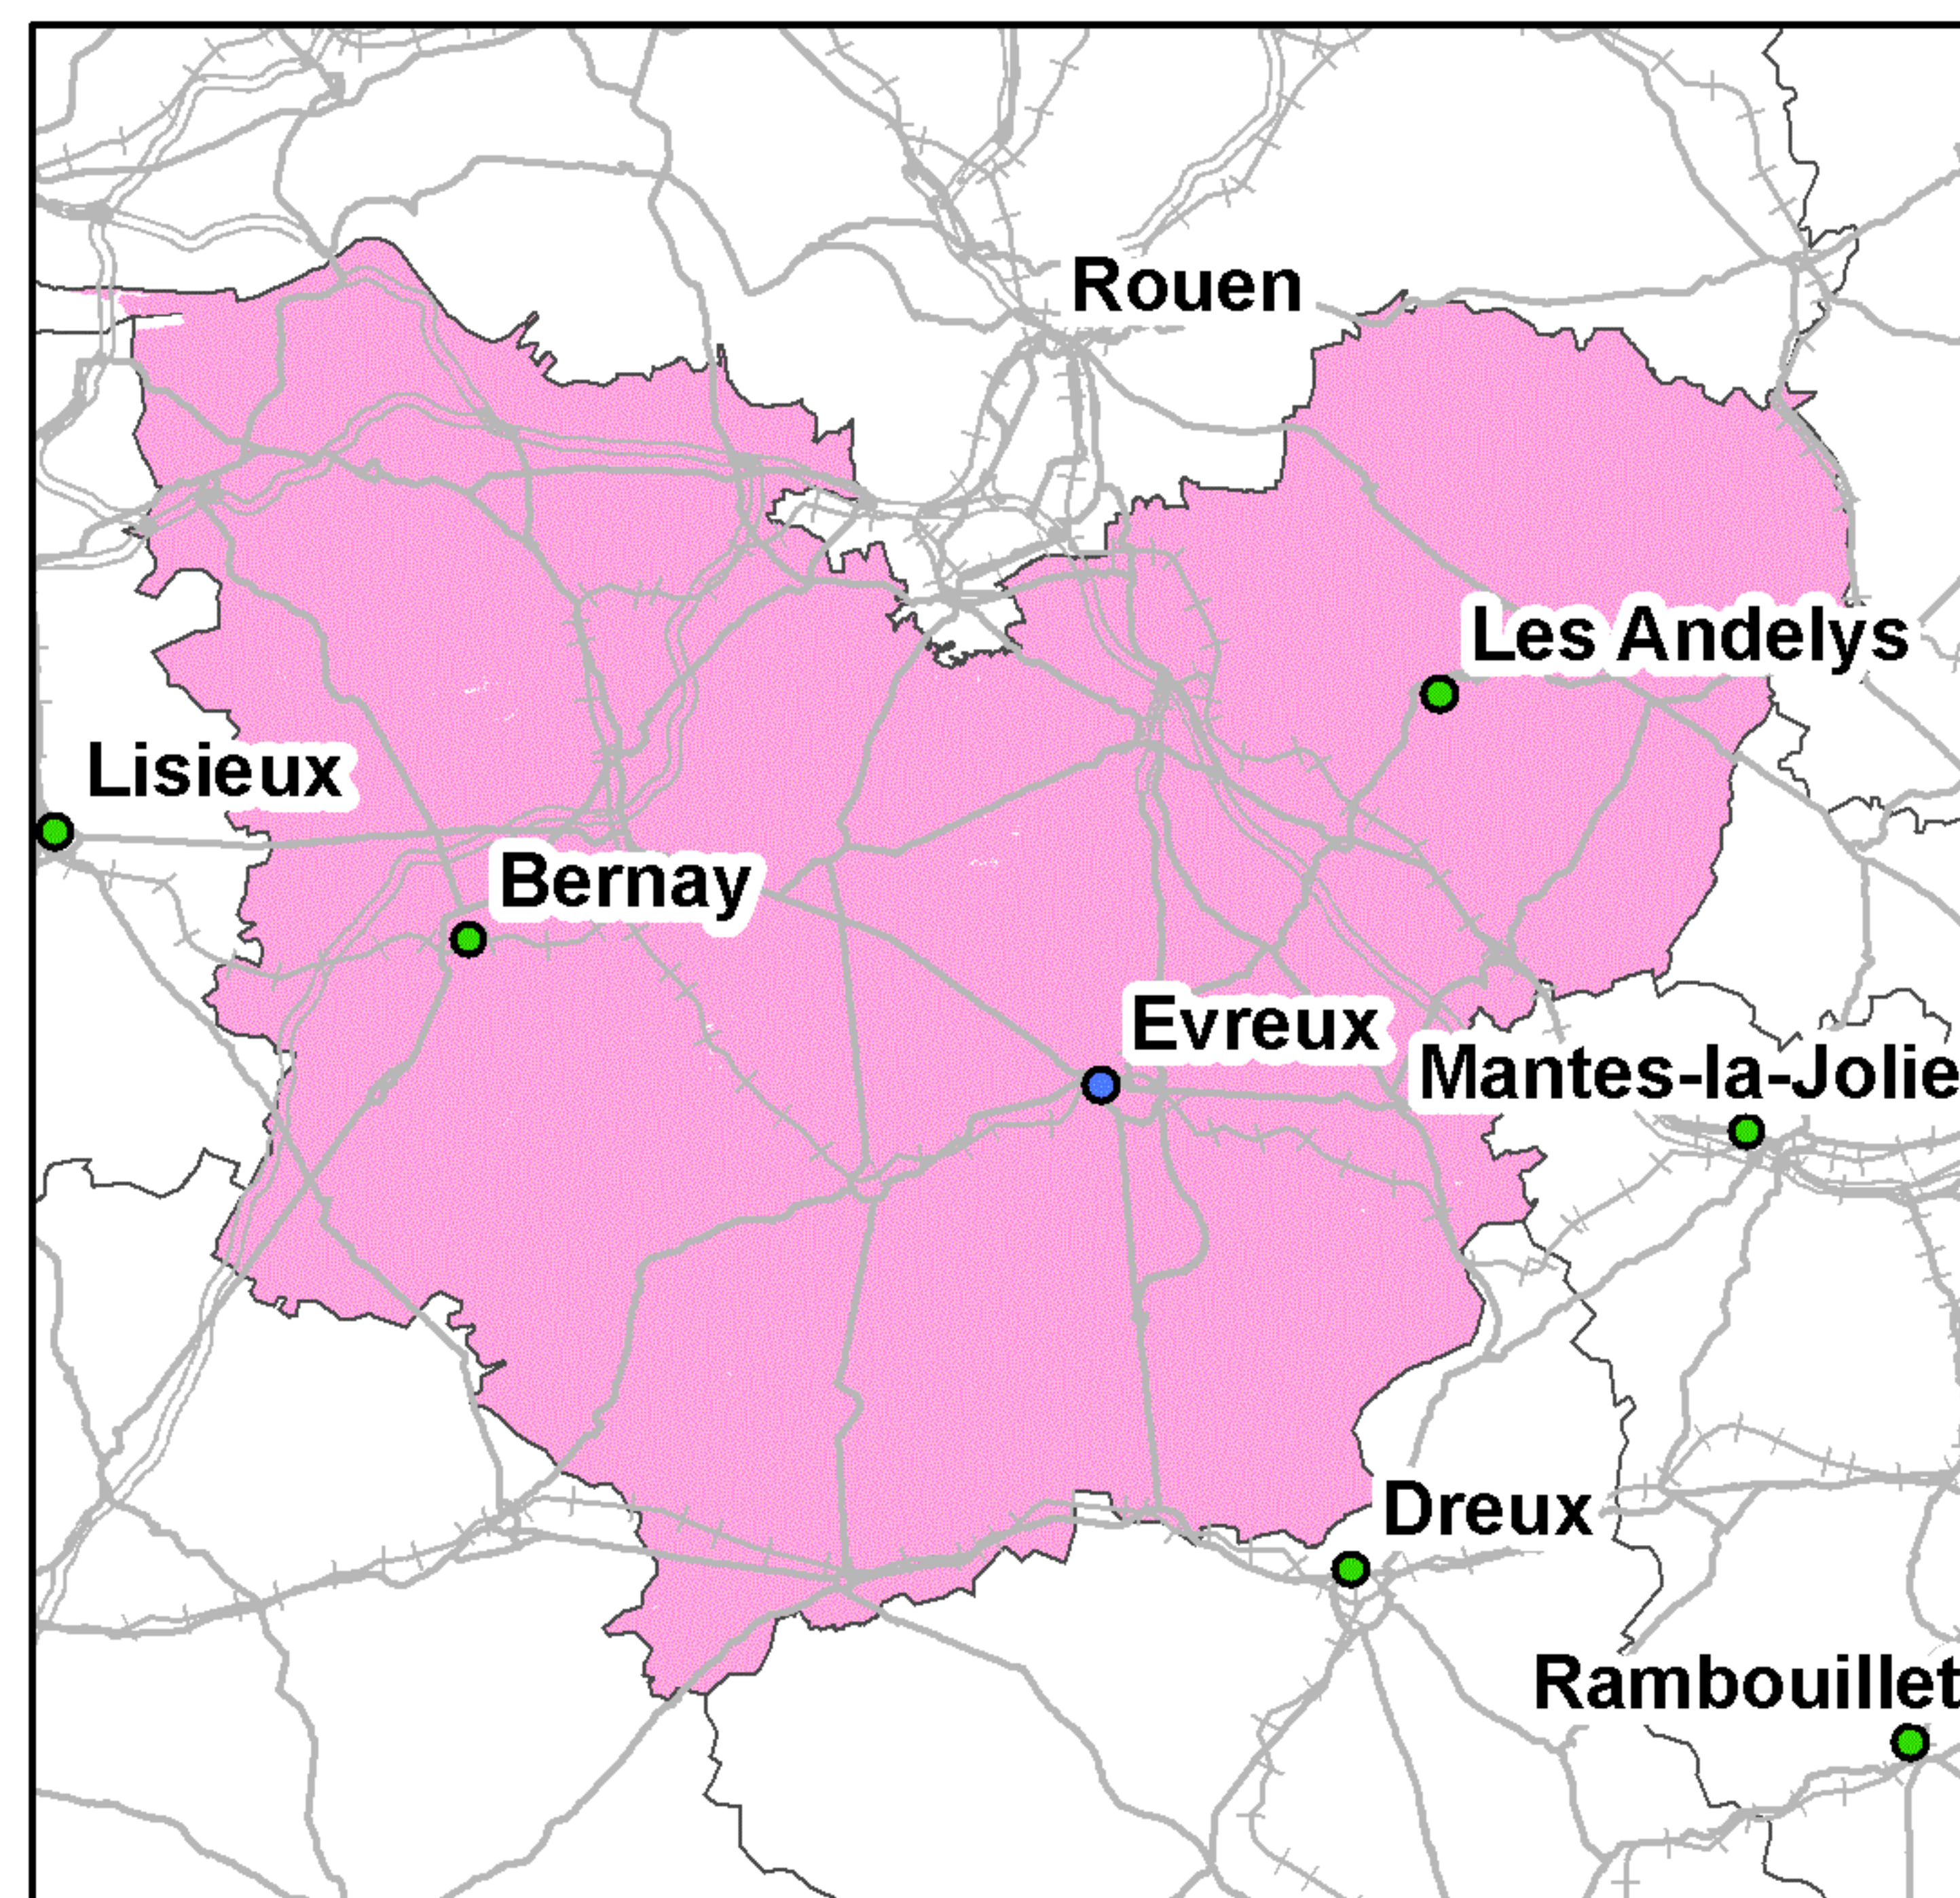 Rouen
Les Andelys
Lisieux
Bernay
Evreux
Mantes-la-Jolie
Dreux
Rambouillet